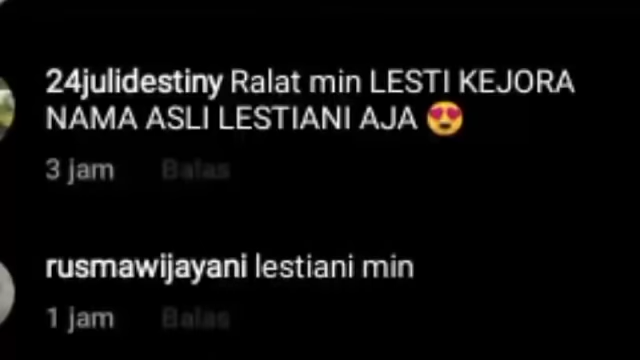 24julidestiny Ralat min LESTI KEJORA
NAMA ASLI LESTIANI AJA 😍
3 jam Balas
rusmawijayani lestiani min
1 jam Balas